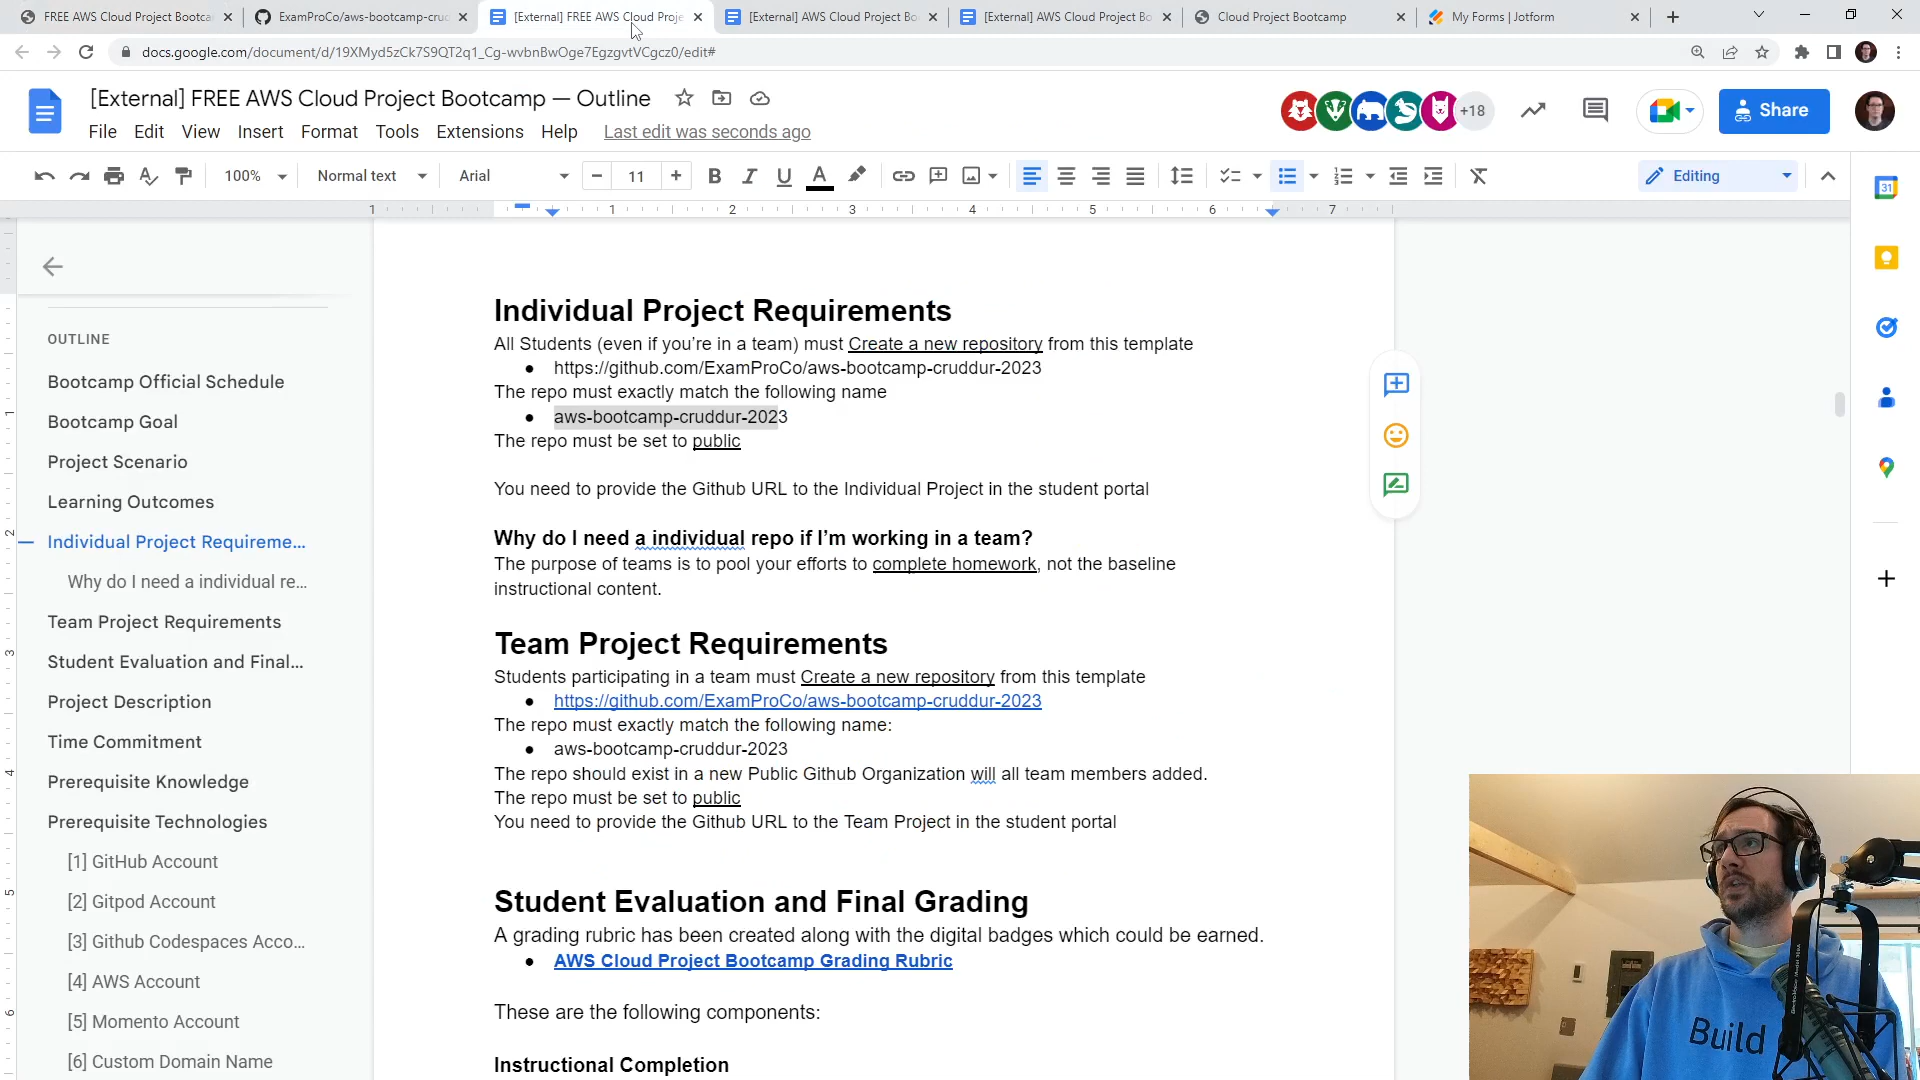 FREE AWS Cloud Project Bootca
ExamProCo/aws-bootcamp-crud
[External] FREE AWS Cloud Proje
[External] AWS Cloud Project Bo
[External] AWS Cloud Project Bo
Cloud Project Bootcamp
My Forms | Jotform
docs.google.com/document/d/19XMyd5zCk7S9QT2q1_Cg-wvbnBwOge7EgzgvtVCgcz0/edit#
[External] FREE AWS Cloud Project Bootcamp — Outline
+18
Share
File Edit View Insert Format Tools Extensions Help Last edit was seconds ago
100% Normal text Arial 11 Editing
1 1 2 3 4 5 6 7
OUTLINE
Bootcamp Official Schedule
Bootcamp Goal
Project Scenario
Learning Outcomes
Individual Project Requireme...
Why do I need a individual re...
Team Project Requirements
Student Evaluation and Final...
Project Description
Time Commitment
Prerequisite Knowledge
Prerequisite Technologies
[1] GitHub Account
[2] Gitpod Account
[3] Github Codespaces Acco...
[4] AWS Account
[5] Momento Account
[6] Custom Domain Name
1
2
3
4
5
6
Individual Project Requirements
All Students (even if you’re in a team) must Create a new repository from this template
● https://github.com/ExamProCo/aws-bootcamp-cruddur-2023
The repo must exactly match the following name
● aws-bootcamp-cruddur-2023
The repo must be set to public
You need to provide the Github URL to the Individual Project in the student portal
Why do I need a individual repo if I’m working in a team?
The purpose of teams is to pool your efforts to complete homework, not the baseline
instructional content.
Team Project Requirements
Students participating in a team must Create a new repository from this template
● https://github.com/ExamProCo/aws-bootcamp-cruddur-2023
The repo must exactly match the following name:
● aws-bootcamp-cruddur-2023
The repo should exist in a new Public Github Organization will all team members added.
The repo must be set to public
You need to provide the Github URL to the Team Project in the student portal
Student Evaluation and Final Grading
A grading rubric has been created along with the digital badges which could be earned.
● AWS Cloud Project Bootcamp Grading Rubric
These are the following components:
Instructional Completion
31
Build